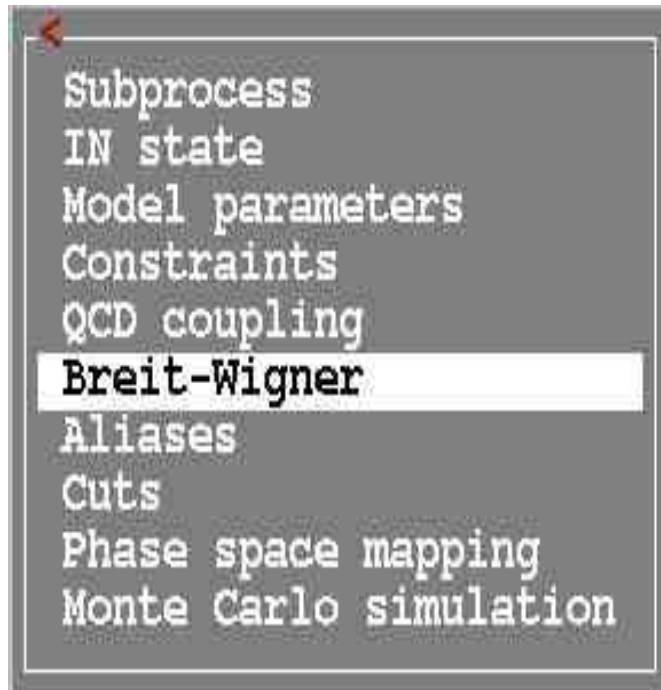 <
Subprocess
IN state
Model parameters
Constraints
QCD coupling
Breit-Wigner
Aliases
Cuts
Phase space mapping
Monte Carlo simulation